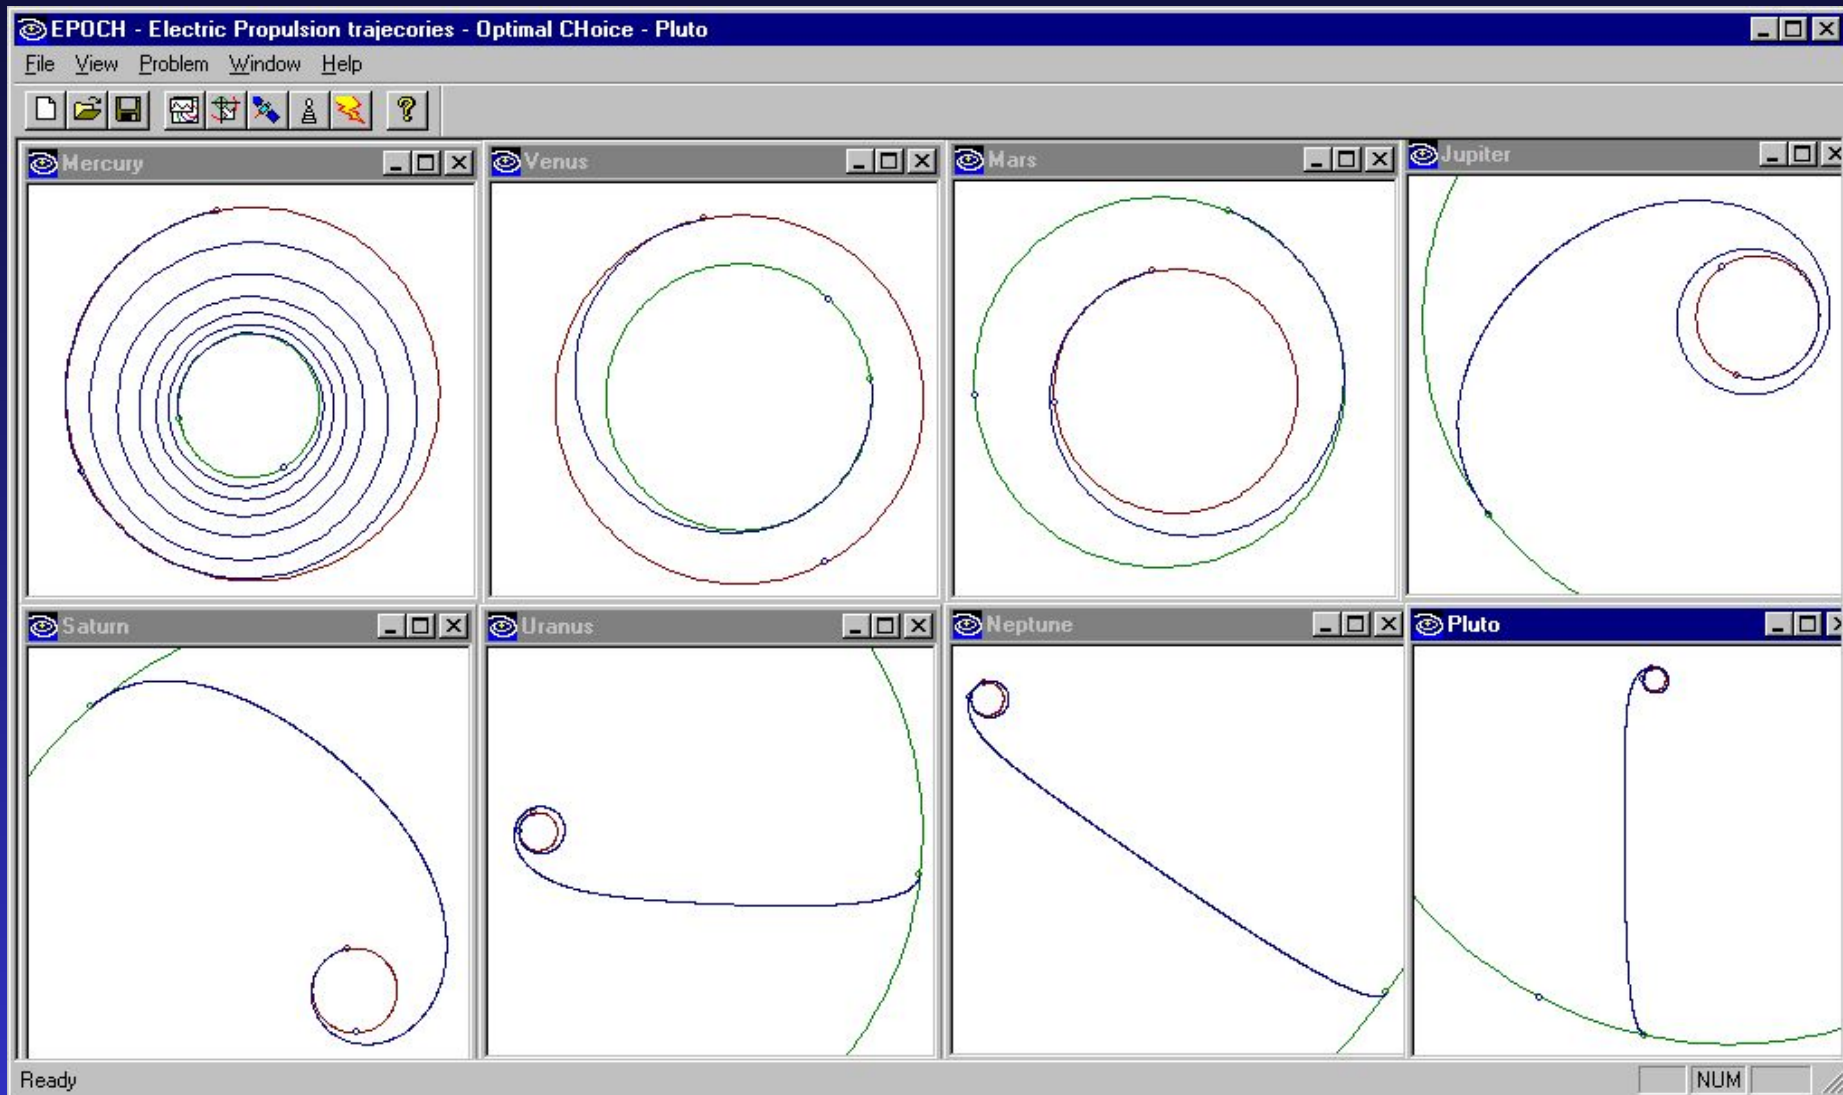 EPOCH - Electric Propulsion trajecories - Optimal CHoice - Pluto
File View Problem Window Help
Mercury
Venus
Mars
Jupiter
Saturn
Uranus
Neptune
Pluto
Ready
NUM